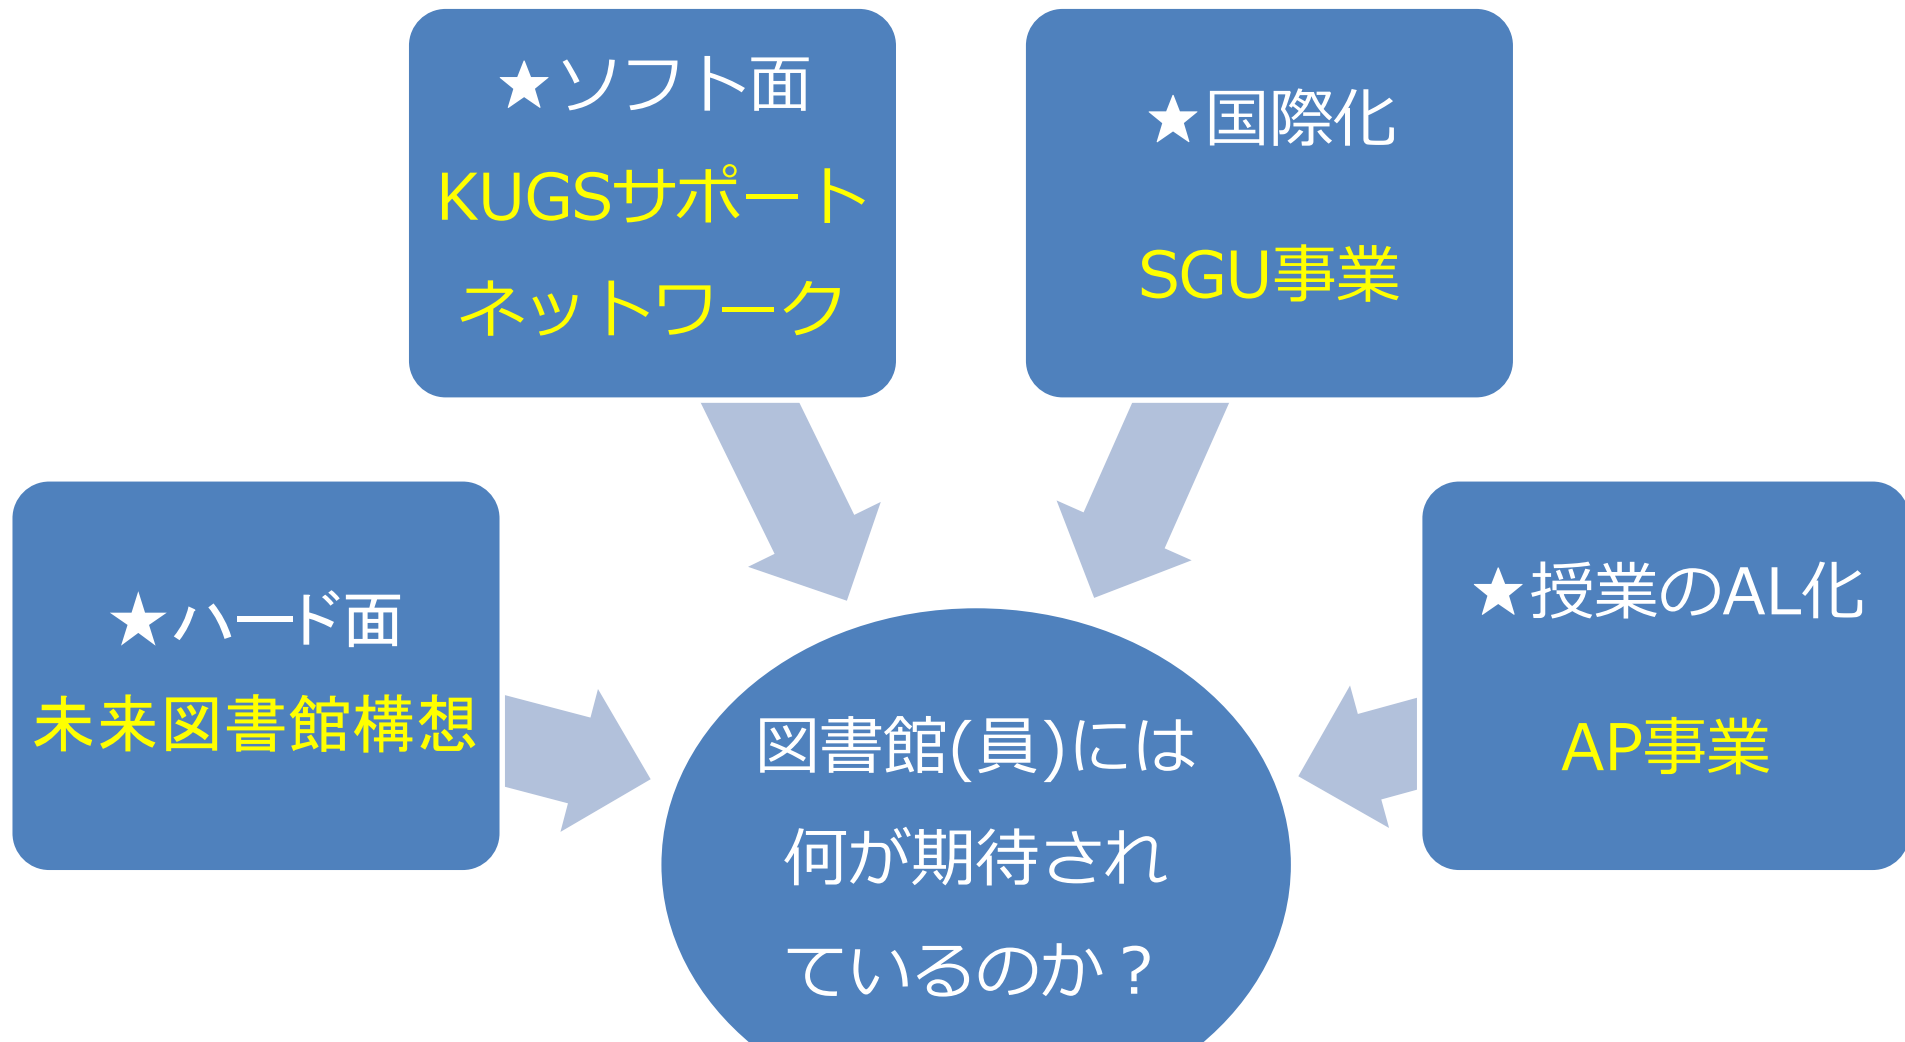 ★ソフト面
KUGSサポート
ネットワーク
★国際化
SGU事業
★ハード面
未来図書館構想
★授業のAL化
AP事業
図書館(員)には
何が期待され
ているのか？